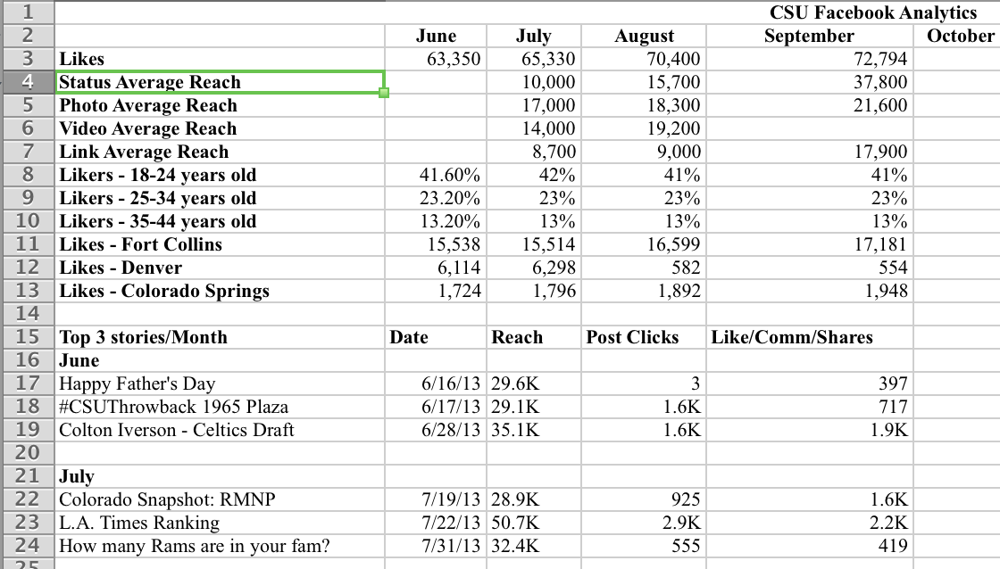 1 CSU Facebook Analytics
2 June July August September October
3 Likes 63,350 65,330 70,400 72,794
4 Status Average Reach 10,000 15,700 37,800
5 Photo Average Reach 17,000 18,300 21,600
6 Video Average Reach 14,000 19,200
7 Link Average Reach 8,700 9,000 17,900
8 Likers - 18-24 years old 41.60% 42% 41% 41%
9 Likers - 25-34 years old 23.20% 23% 23% 23%
10 Likers - 35-44 years old 13.20% 13% 13% 13%
11 Likes - Fort Collins 15,538 15,514 16,599 17,181
12 Likes - Denver 6,114 6,298 582 554
13 Likes - Colorado Springs 1,724 1,796 1,892 1,948
14
15 Top 3 stories/Month Date Reach Post Clicks Like/Comm/Shares
16 June
17 Happy Father's Day 6/16/13 29.6K 3 397
18 #CSUThrowback 1965 Plaza 6/17/13 29.1K 1.6K 717
19 Colton Iverson - Celtics Draft 6/28/13 35.1K 1.6K 1.9K
20
21 July
22 Colorado Snapshot: RMNP 7/19/13 28.9K 925 1.6K
23 L.A. Times Ranking 7/22/13 50.7K 2.9K 2.2K
24 How many Rams are in your fam? 7/31/13 32.4K 555 419
25